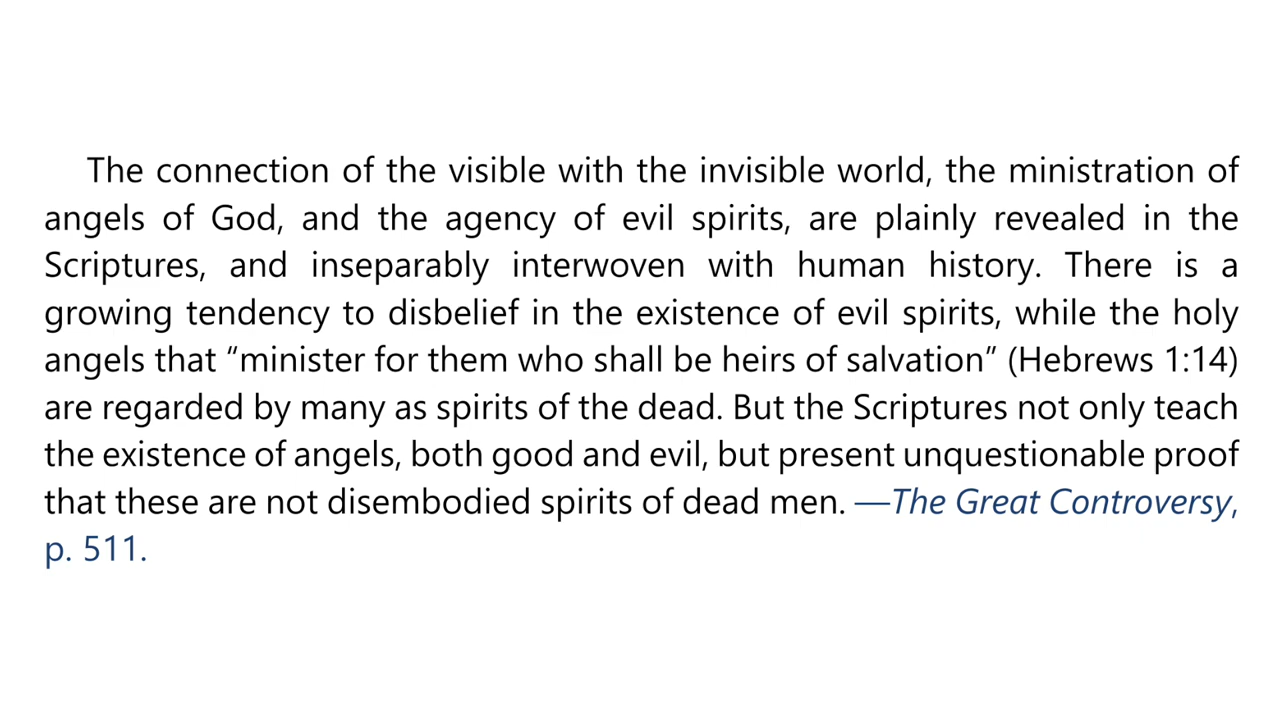 The connection of the visible with the invisible world, the ministration of
angels of God, and the agency of evil spirits, are plainly revealed in the
Scriptures, and inseparably interwoven with human history. There is a
growing tendency to disbelief in the existence of evil spirits, while the holy
angels that “minister for them who shall be heirs of salvation” (Hebrews 1:14)
are regarded by many as spirits of the dead. But the Scriptures not only teach
the existence of angels, both good and evil, but present unquestionable proof
that these are not disembodied spirits of dead men. —The Great Controversy,
p. 511.